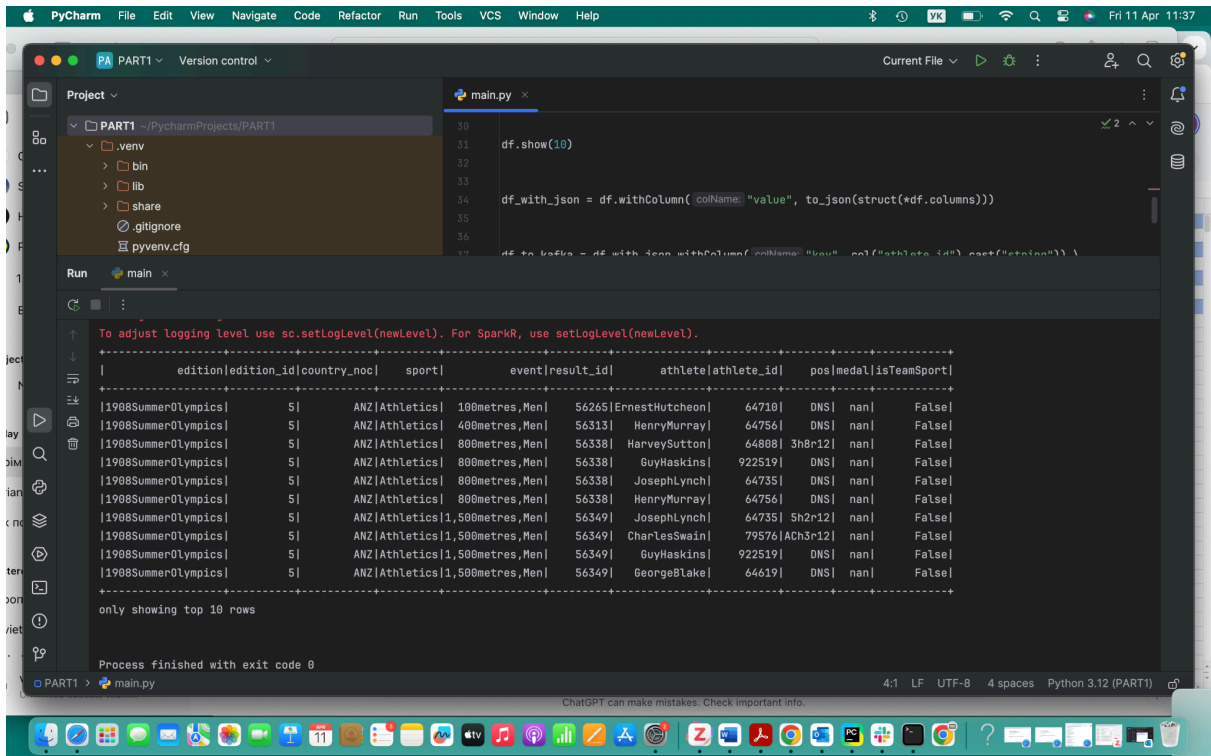 PyCharm File Edit View Navigate Code Refactor Run Tools VCS Window Help УК Fri 11 Apr 11:37
PA PART1 Version control Current File
Project
main.py
PART1 ~/PycharmProjects/PART1
.venv
bin
lib
share
.gitignore
pyvenv.cfg
2
30
31 df.show(10)
32
33
34 df_with_json = df.withColumn( colName: "value", to_json(struct(*df.columns)))
35
36
37 df_to_kafka = df_with_json.withColumn( colName: "key", col("athlete_id").cast("string")) \
Run main
To adjust logging level use sc.setLogLevel(newLevel). For SparkR, use setLogLevel(newLevel).
+-------------------+----------+-----------+---------+---------------+---------+--------------+----------+-------+-----+-----------+
| edition|edition_id|country_noc| sport| event|result_id| athlete|athlete_id| pos|medal|isTeamSport|
+-------------------+----------+-----------+---------+---------------+---------+--------------+----------+-------+-----+-----------+
|1908SummerOlympics| 5| ANZ|Athletics| 100metres,Men| 56265|ErnestHutcheon| 64710| DNS| nan| False|
|1908SummerOlympics| 5| ANZ|Athletics| 400metres,Men| 56313| HenryMurray| 64756| DNS| nan| False|
|1908SummerOlympics| 5| ANZ|Athletics| 800metres,Men| 56338| HarveySutton| 64808| 3h8r12| nan| False|
|1908SummerOlympics| 5| ANZ|Athletics| 800metres,Men| 56338| GuyHaskins| 922519| DNS| nan| False|
|1908SummerOlympics| 5| ANZ|Athletics| 800metres,Men| 56338| JosephLynch| 64735| DNS| nan| False|
|1908SummerOlympics| 5| ANZ|Athletics| 800metres,Men| 56338| HenryMurray| 64756| DNS| nan| False|
|1908SummerOlympics| 5| ANZ|Athletics|1,500metres,Men| 56349| JosephLynch| 64735| 5h2r12| nan| False|
|1908SummerOlympics| 5| ANZ|Athletics|1,500metres,Men| 56349| CharlesSwain| 79576|ACh3r12| nan| False|
|1908SummerOlympics| 5| ANZ|Athletics|1,500metres,Men| 56349| GuyHaskins| 922519| DNS| nan| False|
|1908SummerOlympics| 5| ANZ|Athletics|1,500metres,Men| 56349| GeorgeBlake| 64619| DNS| nan| False|
+-------------------+----------+-----------+---------+---------------+---------+--------------+----------+-------+-----+-----------+
only showing top 10 rows
Process finished with exit code 0
PART1 > main.py 4:1 LF UTF-8 4 spaces Python 3.12 (PART1)
ChatGPT can make mistakes. Check important info.